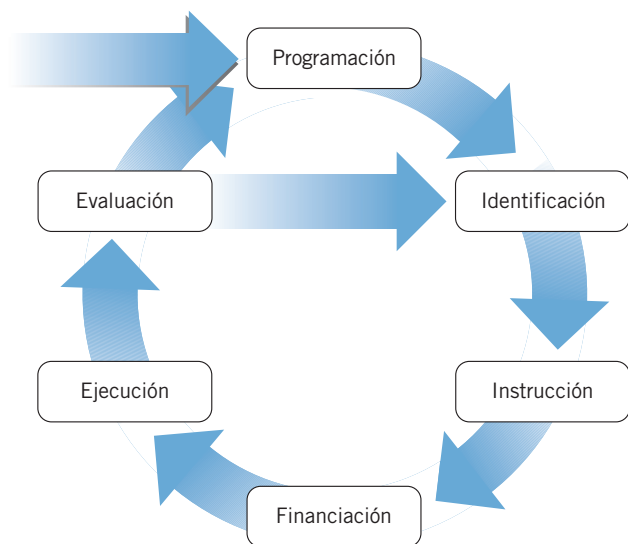 Programación
Evaluación
Identificación
Ejecución
Instrucción
Financiación